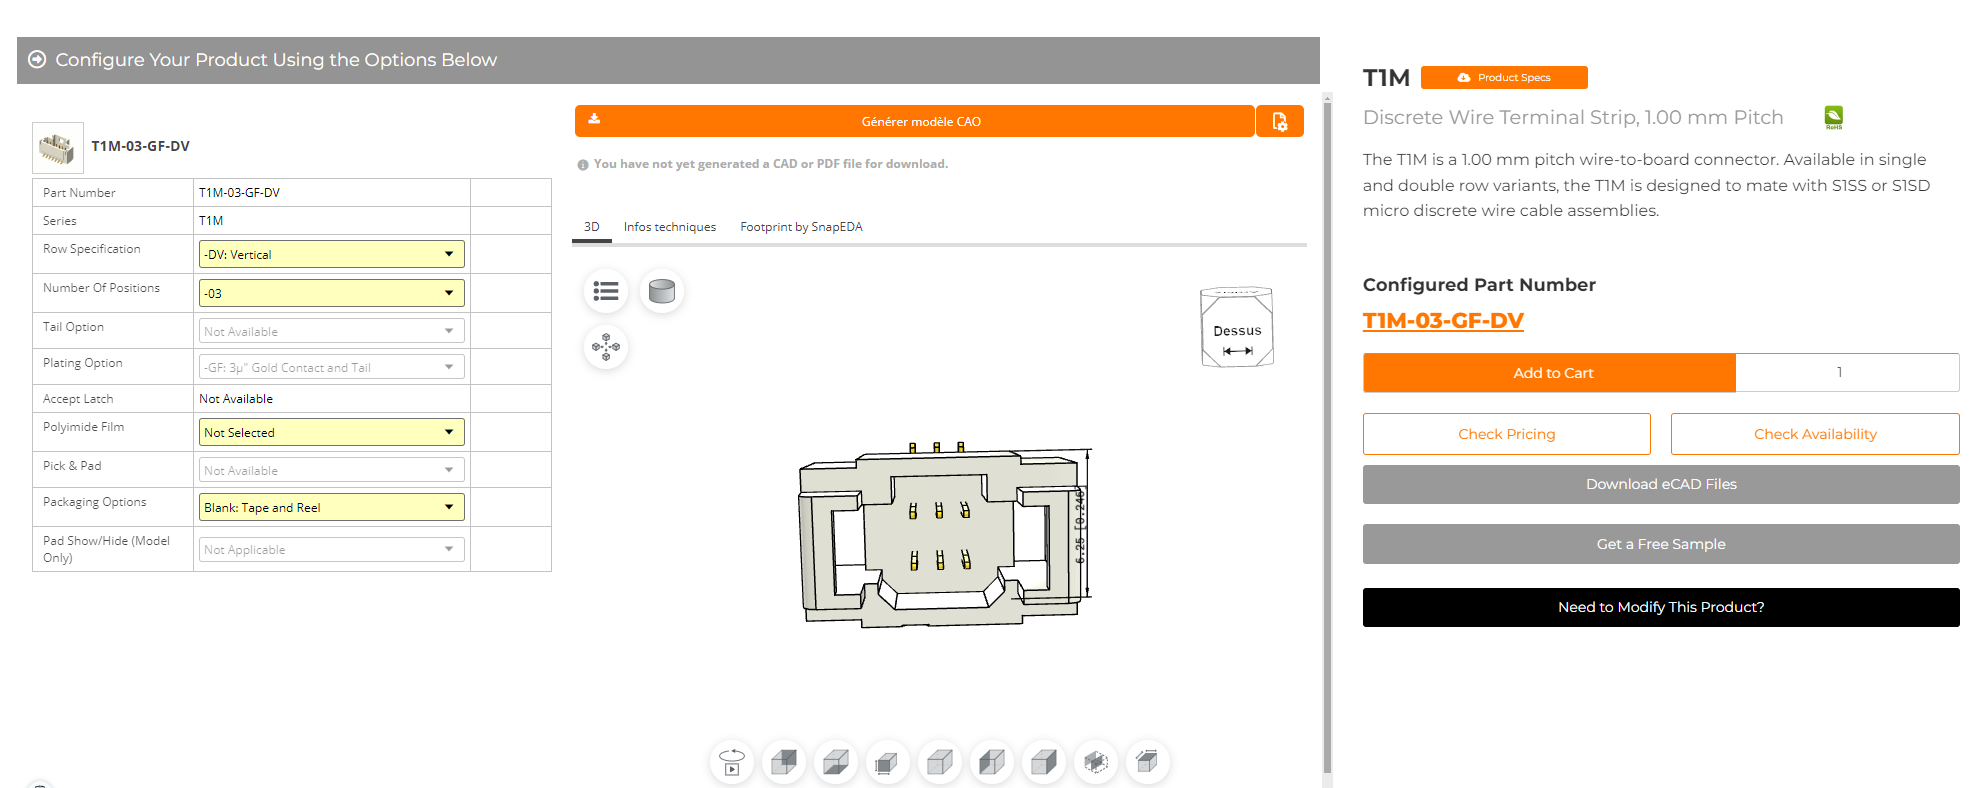 Configure Your Product Using the Options Below
T1M-03-GF-DV
Part Number T1M-03-GF-DV
Series T1M
Row Specification -DV: Vertical
Number Of Positions -03
Tail Option Not Available
Plating Option -GF: 3µ" Gold Contact and Tail
Accept Latch Not Available
Polyimide Film Not Selected
Pick & Pad Not Available
Packaging Options Blank: Tape and Reel
Pad Show/Hide (Model
Only) Not Applicable
Générer modèle CAO
You have not yet generated a CAD or PDF file for download.
3D Infos techniques Footprint by SnapEDA
Dessus
6.25 [0.246]
T1M Product Specs
Discrete Wire Terminal Strip, 1.00 mm Pitch
RoHS
The T1M is a 1.00 mm pitch wire-to-board connector. Available in single
and double row variants, the T1M is designed to mate with S1SS or S1SD
micro discrete wire cable assemblies.
Configured Part Number
T1M-03-GF-DV
Add to Cart 1
Check Pricing Check Availability
Download eCAD Files
Get a Free Sample
Need to Modify This Product?